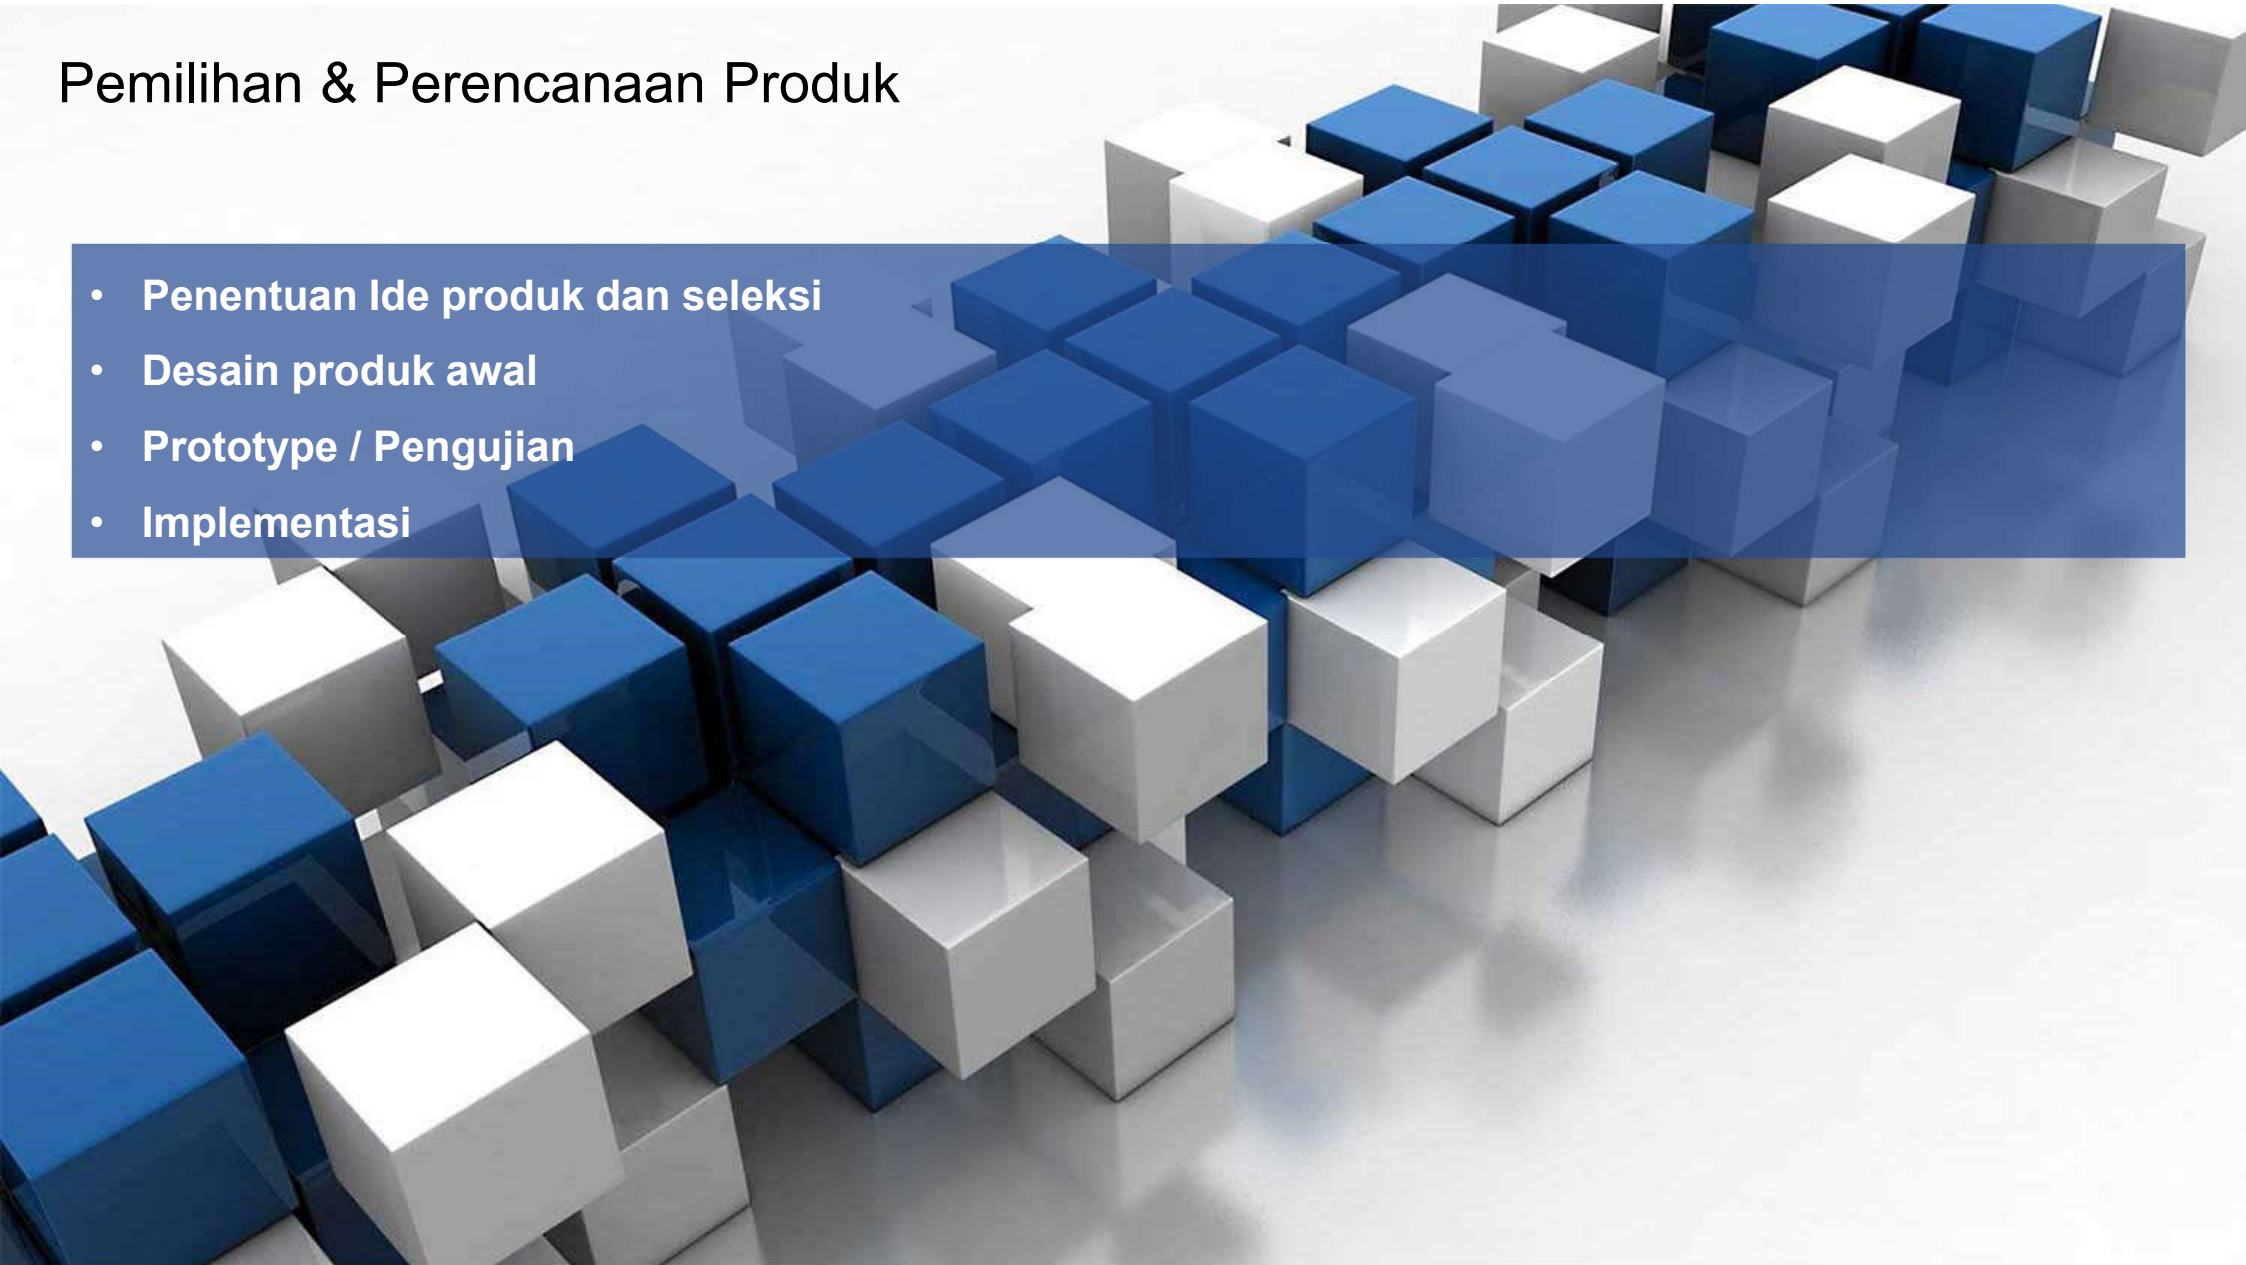 Pemilihan & Perencanaan Produk
• Penentuan Ide produk dan seleksi
• Desain produk awal
• Prototype / Pengujian
• Implementasi